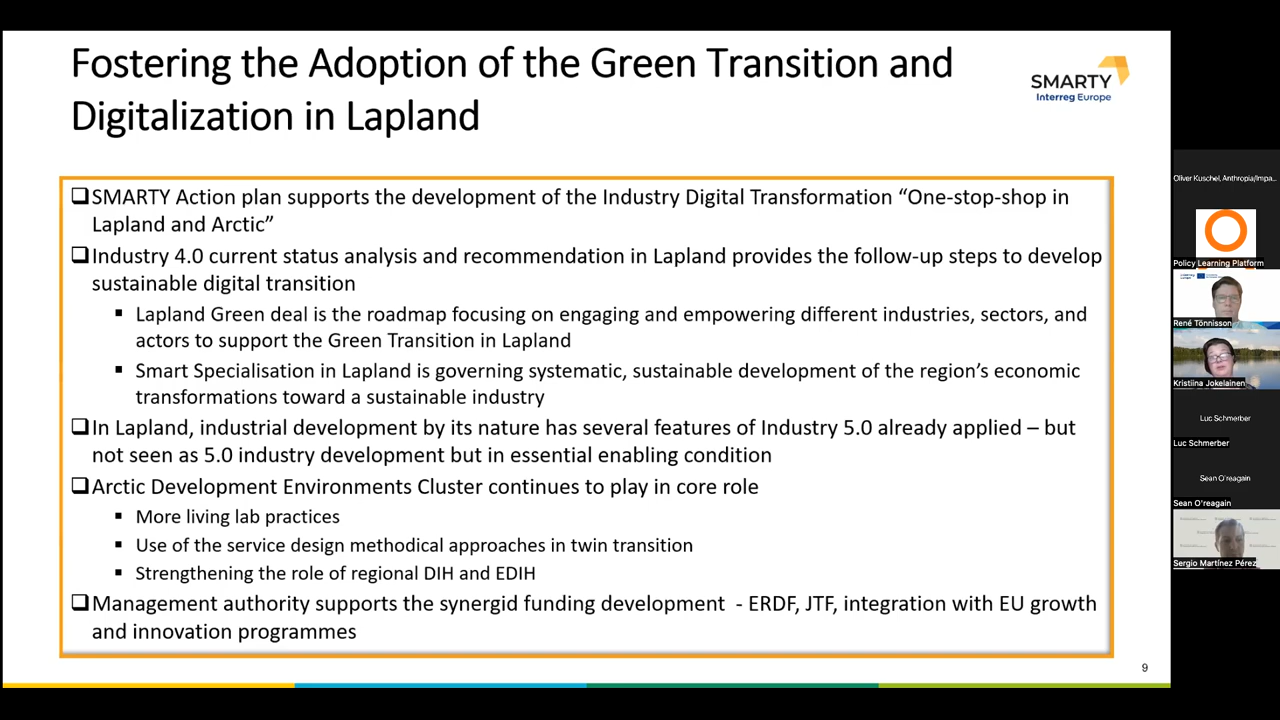 Fostering the Adoption of the Green Transition and
Digitalization in Lapland
SMARTY
Interreg Europe
❑SMARTY Action plan supports the development of the Industry Digital Transformation “One-stop-shop in
Lapland and Arctic”
❑Industry 4.0 current status analysis and recommendation in Lapland provides the follow-up steps to develop
sustainable digital transition
▪ Lapland Green deal is the roadmap focusing on engaging and empowering different industries, sectors, and
actors to support the Green Transition in Lapland
▪ Smart Specialisation in Lapland is governing systematic, sustainable development of the region’s economic
transformations toward a sustainable industry
❑In Lapland, industrial development by its nature has several features of Industry 5.0 already applied – but
not seen as 5.0 industry development but in essential enabling condition
❑Arctic Development Environments Cluster continues to play in core role
▪ More living lab practices
▪ Use of the service design methodical approaches in twin transition
▪ Strengthening the role of regional DIH and EDIH
❑Management authority supports the synergid funding development - ERDF, JTF, integration with EU growth
and innovation programmes
9
Oliver Kuschel, Anthropia/Impa...
Policy Learning Platform
René Tõnnisson
Kristiina Jokelainen
Luc Schmerber
Luc Schmerber
Sean O'reagain
Sean O'reagain
Sergio Martínez Pérez